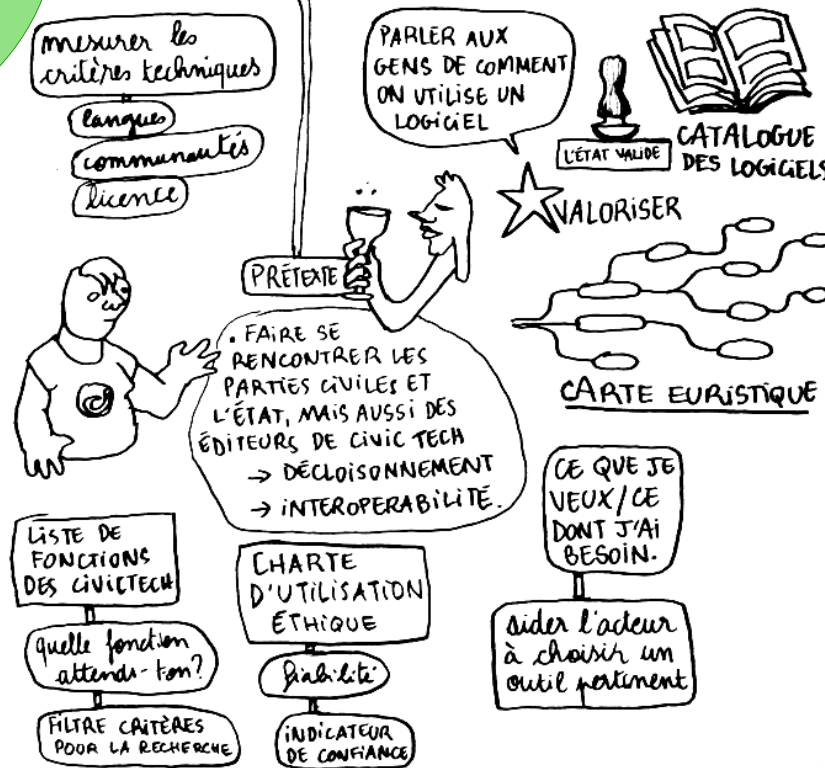 mesurer les
critères techniques
langues
communautés
licence
PARLER AUX
GENS DE COMMENT
ON UTILISE UN
LOGICIEL
L'ÉTAT VALIDE
CATALOGUE
DES LOGICIELS
VALORISER
PRÉTEXTE
. FAIRE SE
RENCONTRER LES
PARTIES CIVILES ET
L'ÉTAT, MAIS AUSSI DES
ÉDITEURS DE CIVIC TECH
→ DÉCLOISONNEMENT
→ INTEROPERABILITÉ.
CARTE EURISTIQUE
CE QUE JE
VEUX/CE
DONT J'AI
BESOIN.
aider l'acteur
à choisir un
outil pertinent
LISTE DE
FONCTIONS
DES CIVICTECH
quelle fonction
attends-t-on?
FILTRE CRITÈRES
POUR LA RECHERCHE
CHARTE
D'UTILISATION
ÉTHIQUE
fiabilité
INDICATEUR
DE CONFIANCE